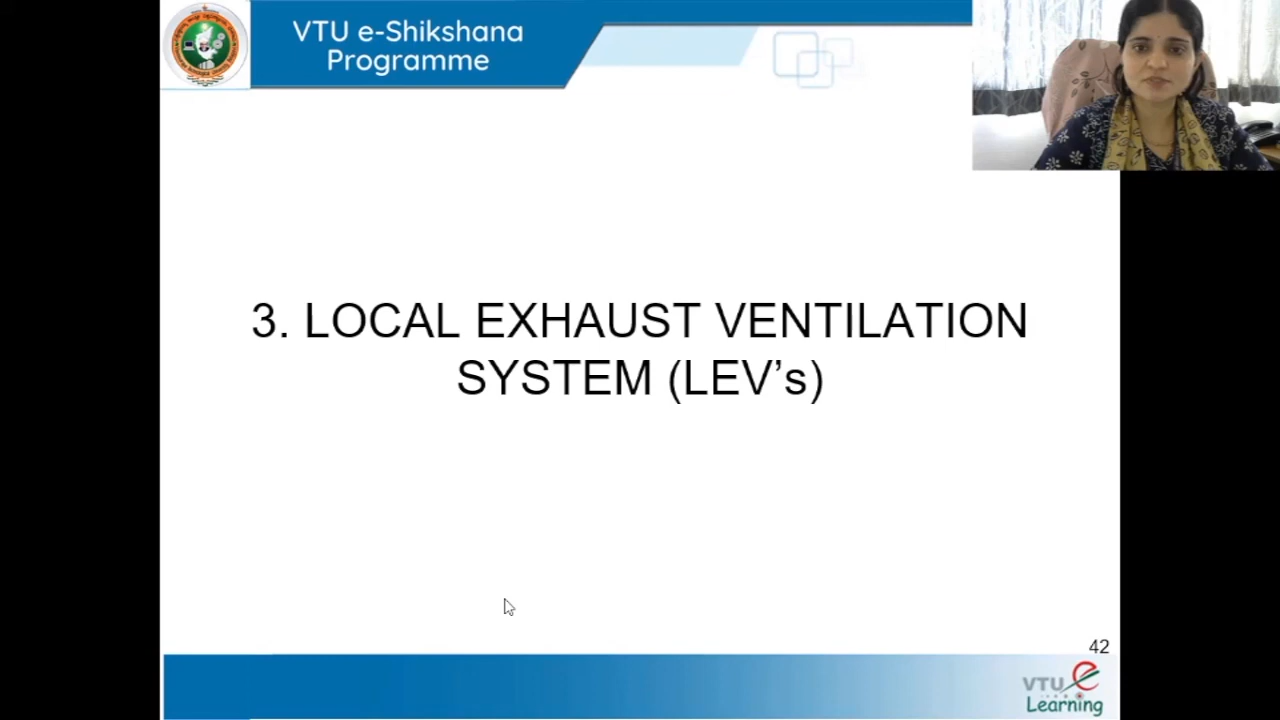 VTU e-Shikshana
Programme
3. LOCAL EXHAUST VENTILATION
SYSTEM (LEV’s)
42
VTU e
Learning